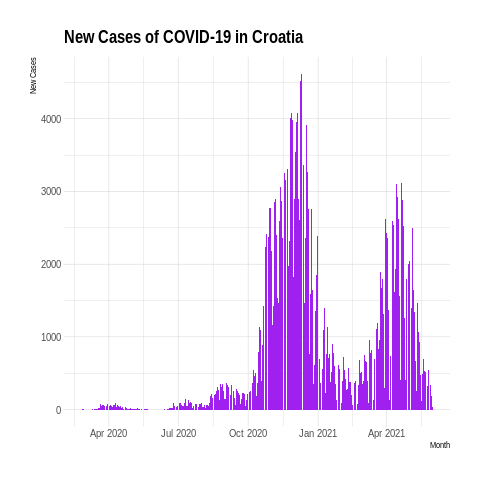 New Cases of COVID-19 in Croatia
New Cases
4000
3000
2000
1000
0
Apr 2020 Jul 2020 Oct 2020 Jan 2021 Apr 2021
Month